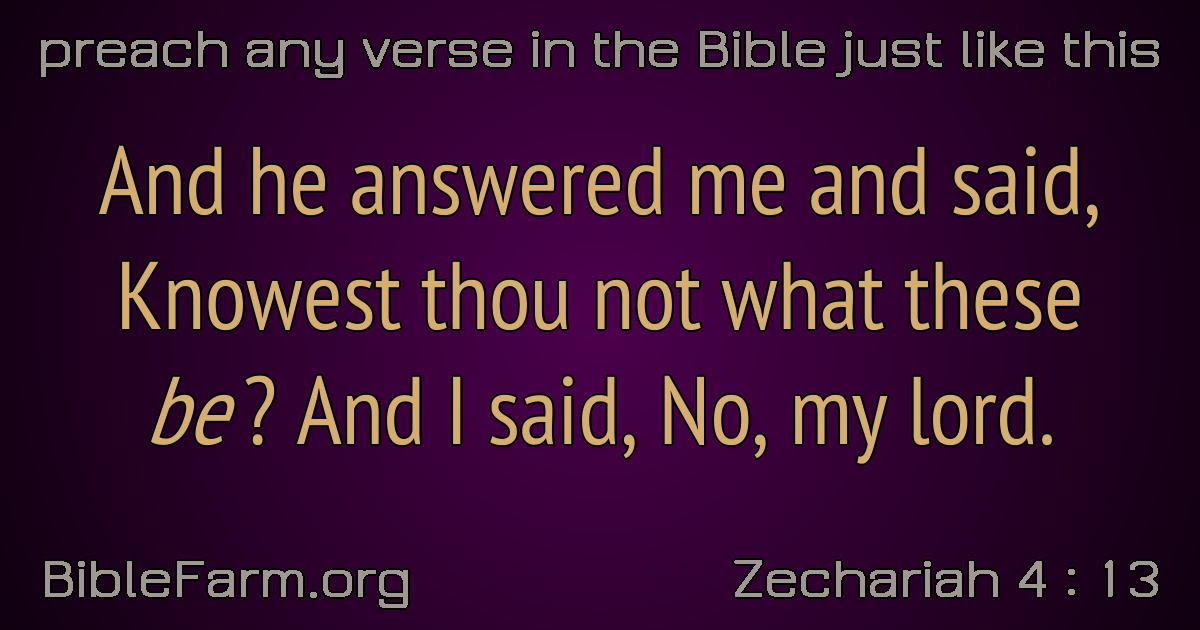 preach any verse in the Bible just like this
And he answered me and said,
Knowest thou not what these
be? And I said, No, my lord.
BibleFarm.org
Zechariah 4 : 13